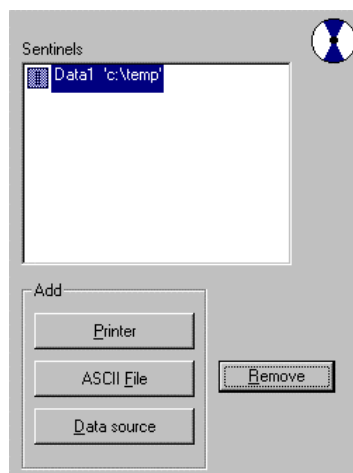 Sentinels
Data1 'c:\temp'
Add
Printer
ASCII File
Remove
Data source